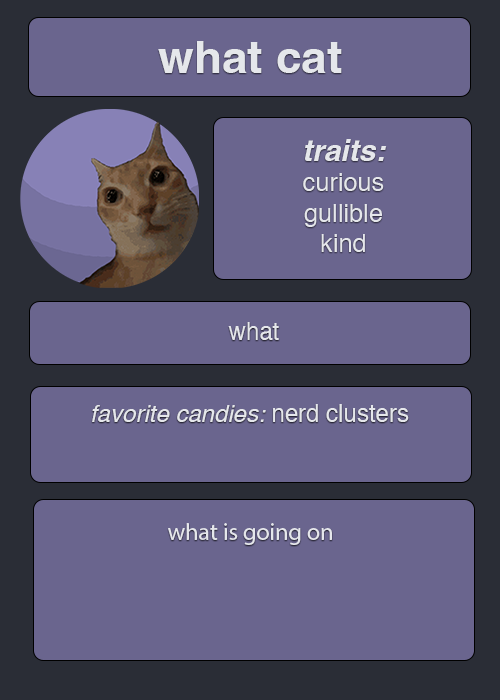 what cat
traits:
curious
gullible
kind
what
favorite candies: nerd clusters
what is going on